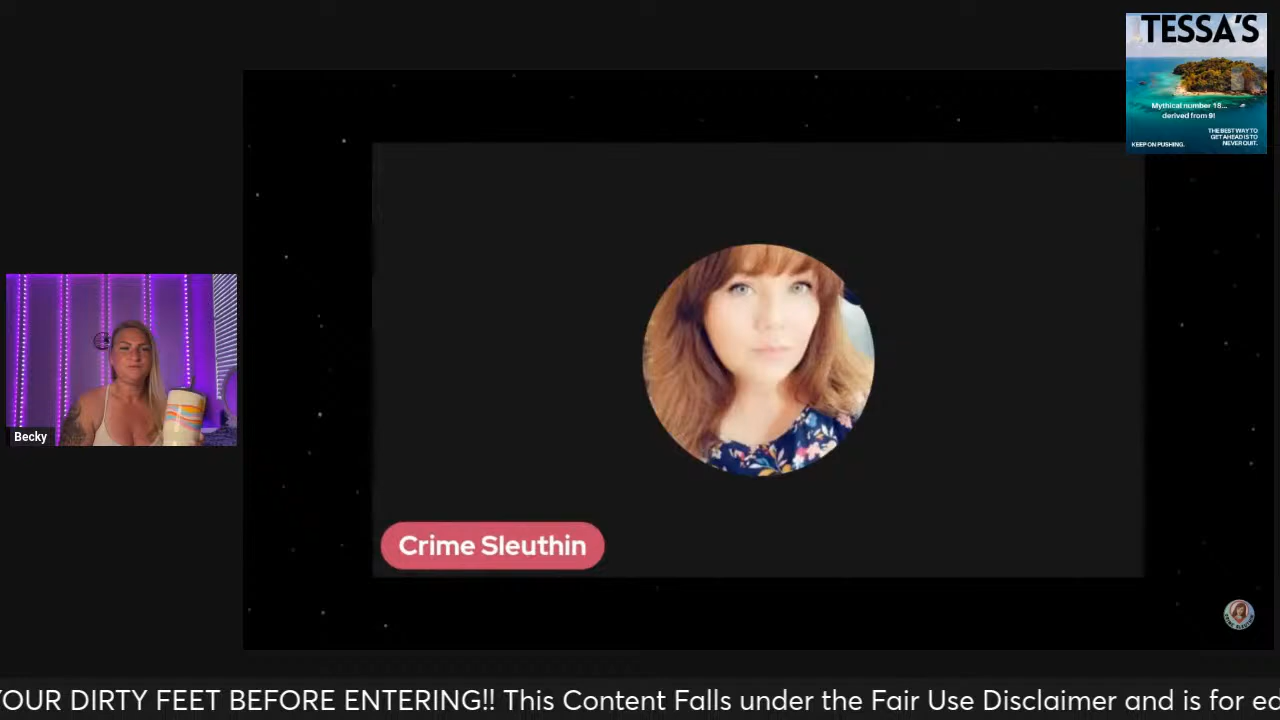 TESSA'S
Mythical number 18...
derived from 9!
THE BEST WAY TO
GET AHEAD IS TO
NEVER QUIT.
KEEP ON PUSHING.
Becky
Crime Sleuthin
YOUR DIRTY FEET BEFORE ENTERING!! This Content Falls under the Fair Use Disclaimer and is for